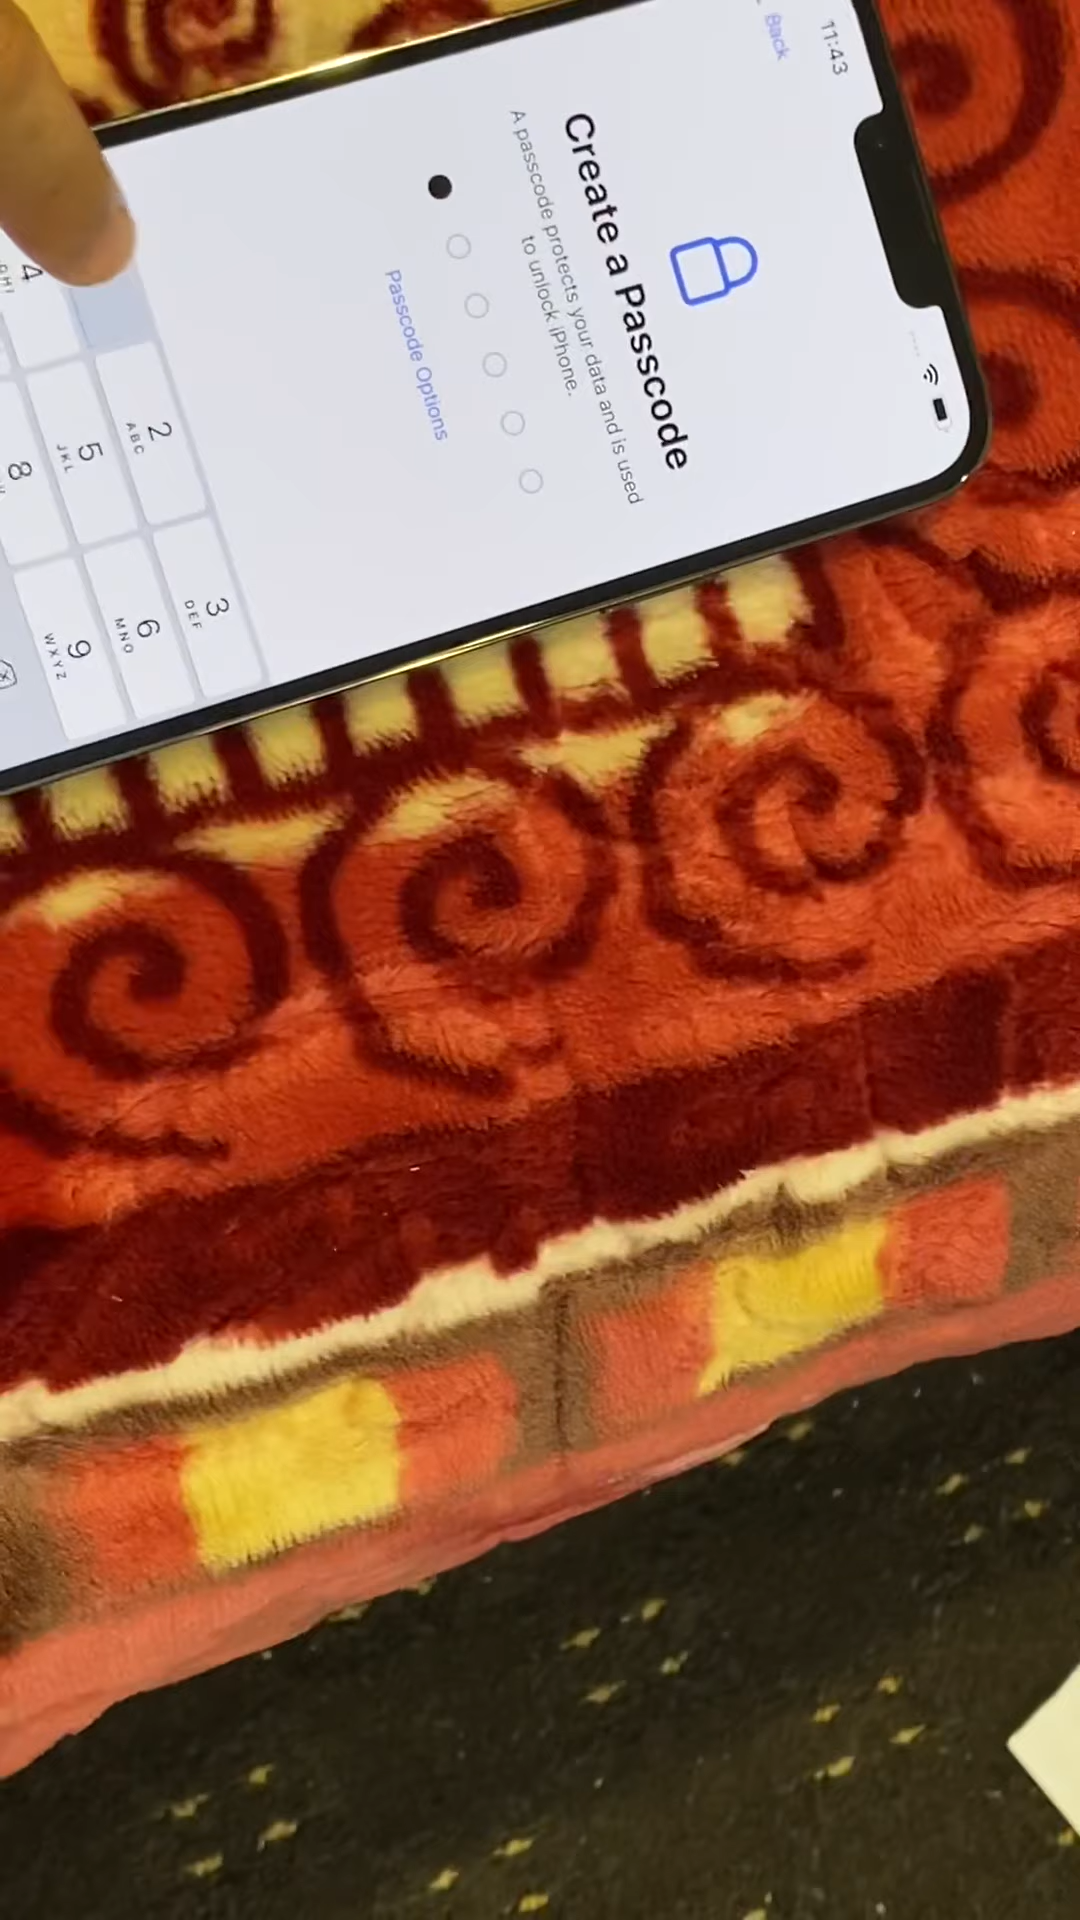 11:43
Back
Create a Passcode
A passcode protects your data and is used
to unlock iPhone.
Passcode Options
2
ABC
3
DEF
4
GHI
5
JKL
6
MNO
8
9
WXYZ